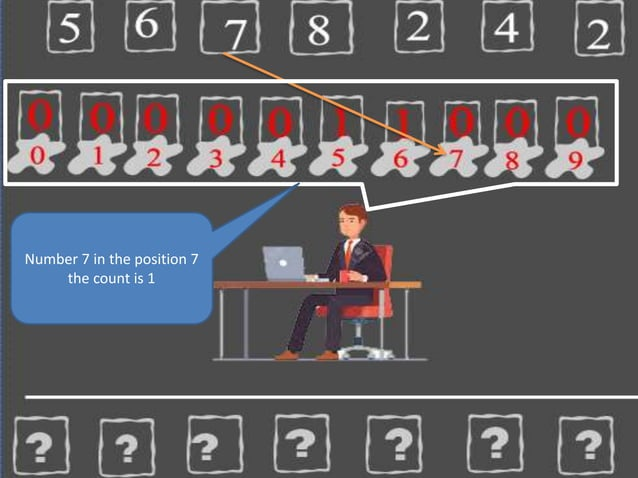 5 6 7 8 2 4 2
0 0 0 0 0 1 1 0 0 0
0 1 2 3 4 5 6 7 8 9
Number 7 in the position 7
the count is 1
? ? ? ? ? ? ?